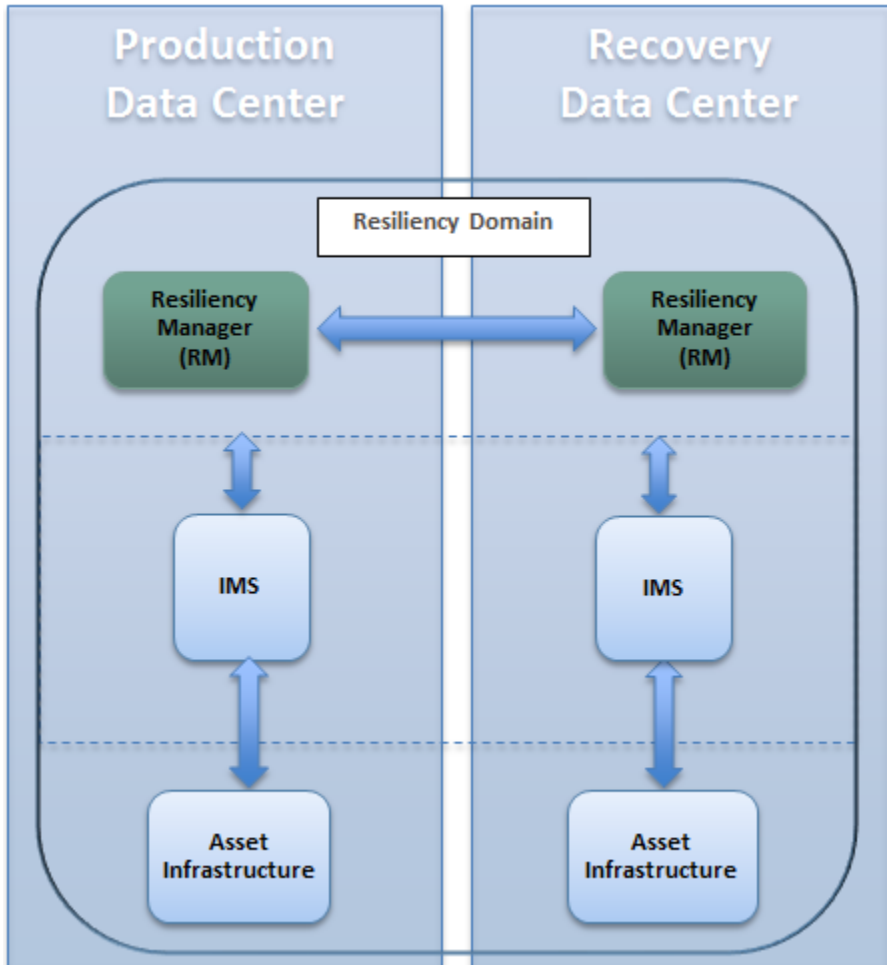 Production
Data Center
Recovery
Data Center
Resiliency Domain
Resiliency
Manager
(RM)
Resiliency
Manager
(RM)
IMS
IMS
Asset
Infrastructure
Asset
Infrastructure